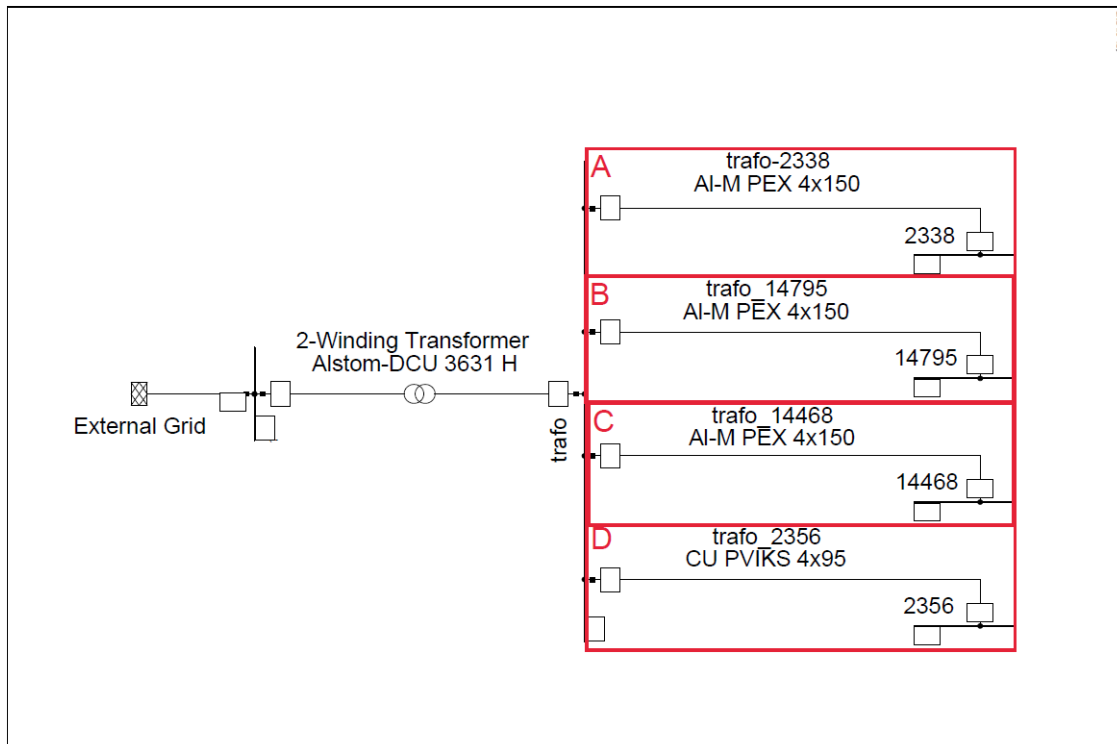 A
trafo-2338
Al-M PEX 4x150
2338
B
trafo_14795
Al-M PEX 4x150
14795
2-Winding Transformer
Alstom-DCU 3631 H
External Grid
trafo
C
trafo_14468
Al-M PEX 4x150
14468
D
trafo_2356
CU PVIKS 4x95
2356